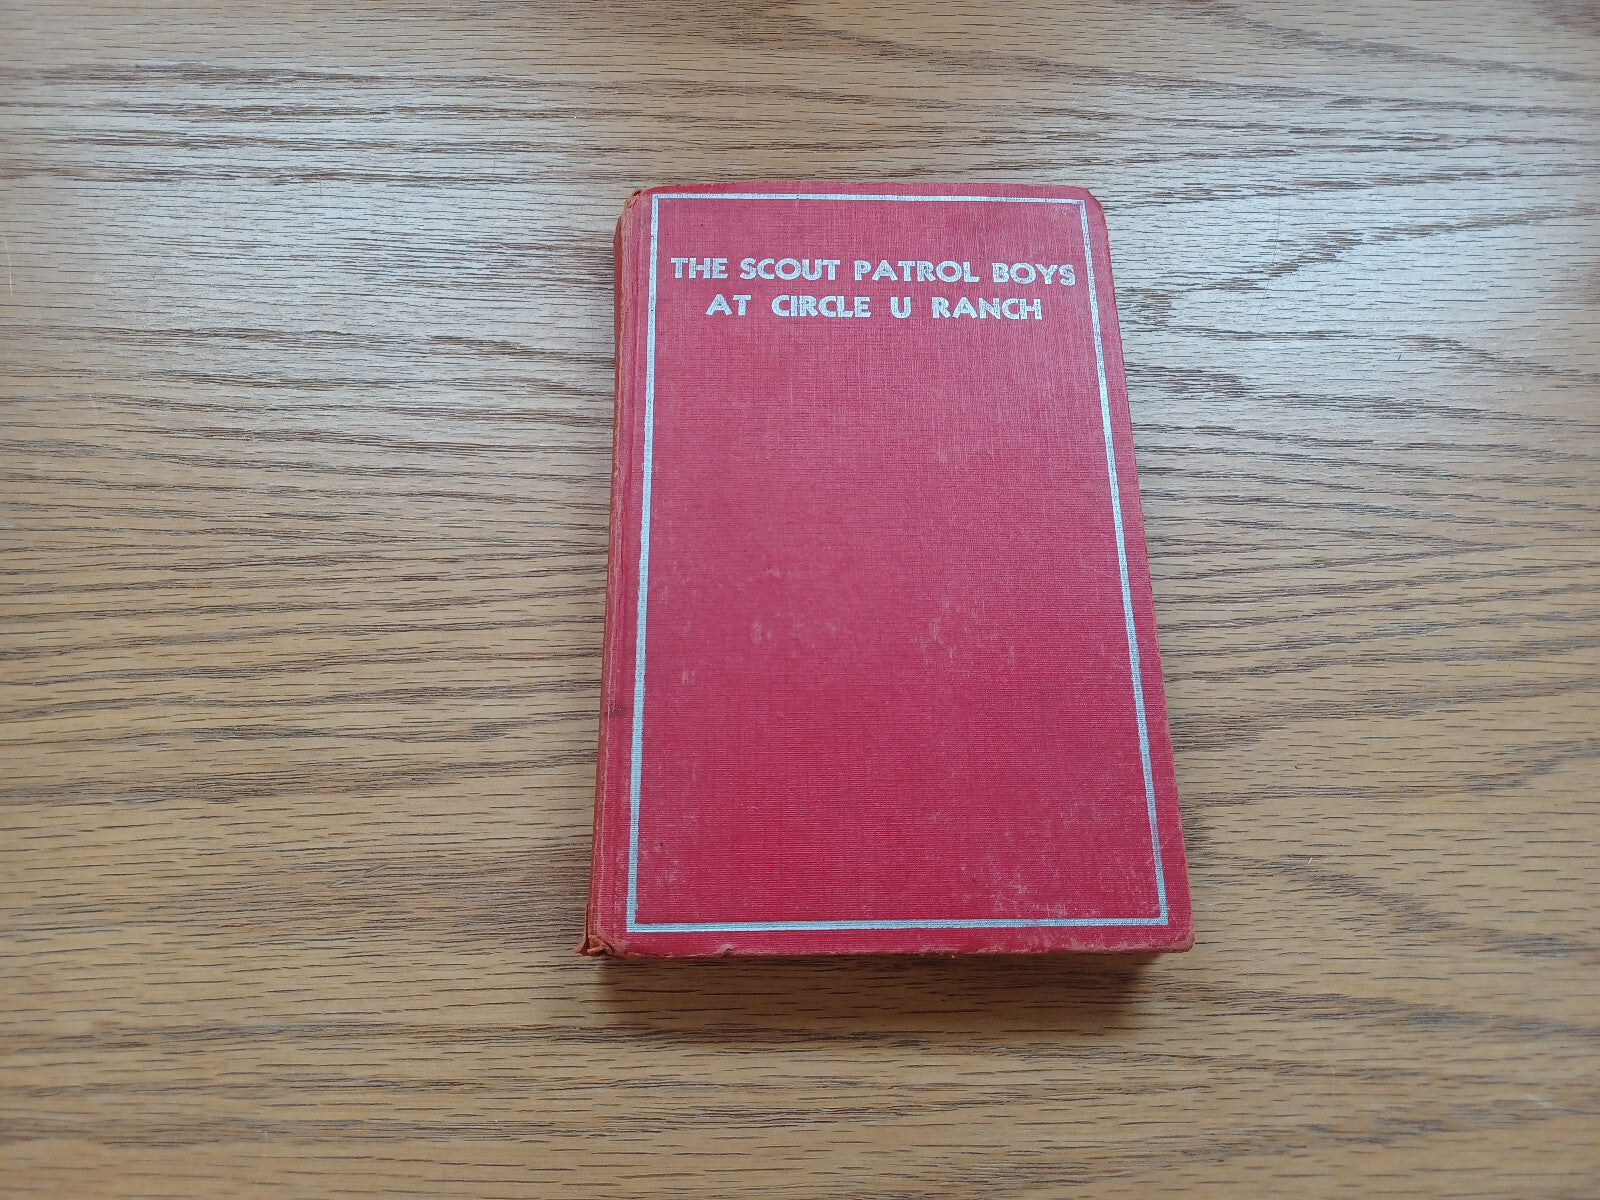 THE SCOUT PATROL BOYS
AT CIRCLE U RANCH